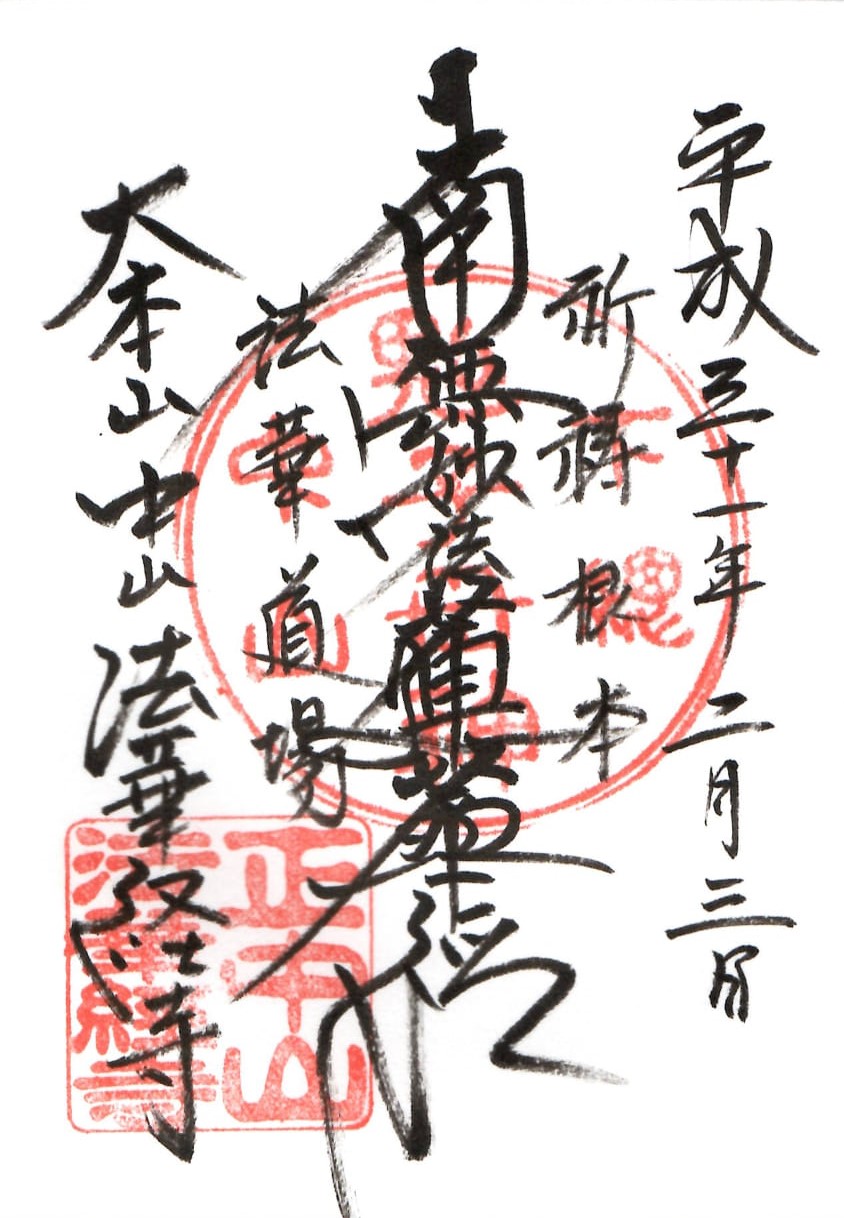 平成三十一年 二月三日
祈祷根本
南無妙法蓮華経
法華道場
大本山中山法華経寺
正中山
法華経寺